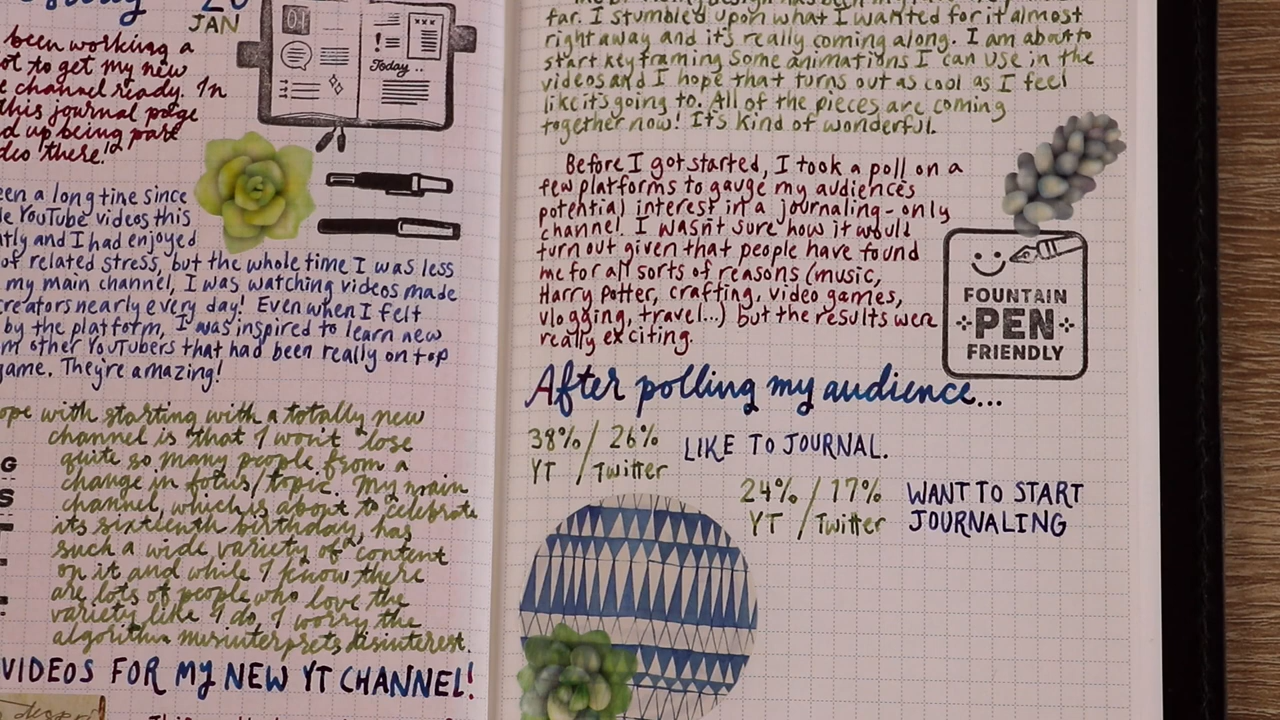 20
JAN
been working a
ot to get my new
channel ready. In
this journal page
d up being part
deo there!
Today..
een a long tine since
le YouTube videos this
ntly and I had enjoyed
of related stress, but the whole time I was less
my main channel, I was watching videos made
creators nearly every day! Even when I felt
by the platform, I was inspired to learn new
om other YouTubers that had been really on top
game. They're amazing!
ope with starting with a totally new
channel is that I won't lose
quite so many people from a
change in focus/topic. My main
channel, which is about to celebrate
its sixteenth birthday, has
such a wide variety of content
on it and while I know there
are lots of people who love the
variety like I do, I worry the
algorithm misinterprets disinterest.
VIDEOS FOR MY NEW YT CHANNEL!
far. I stumbled upon what I wanted for it almost
right away and it's really coming along. I am about to
start keyframing some animations I can use in the
videos and I hope that turns out as cool as I feel
like it's going to. All of the pieces are coming
together now! It's kind of wonderful.
Before I got started, I took a poll on a
few platforms to gauge my audience's
potential interest in a journaling-only
channel. I wasn't sure how it would
turn out given that people have found
me for all sorts of reasons (music,
Harry Potter, crafting, video games,
vlogging, travel...) but the results were
really exciting.
FOUNTAIN
PEN
FRIENDLY
After polling my audience...
38% / 26% LIKE TO JOURNAL.
YT / Twitter
24% / 17% WANT TO START
YT / Twitter JOURNALING